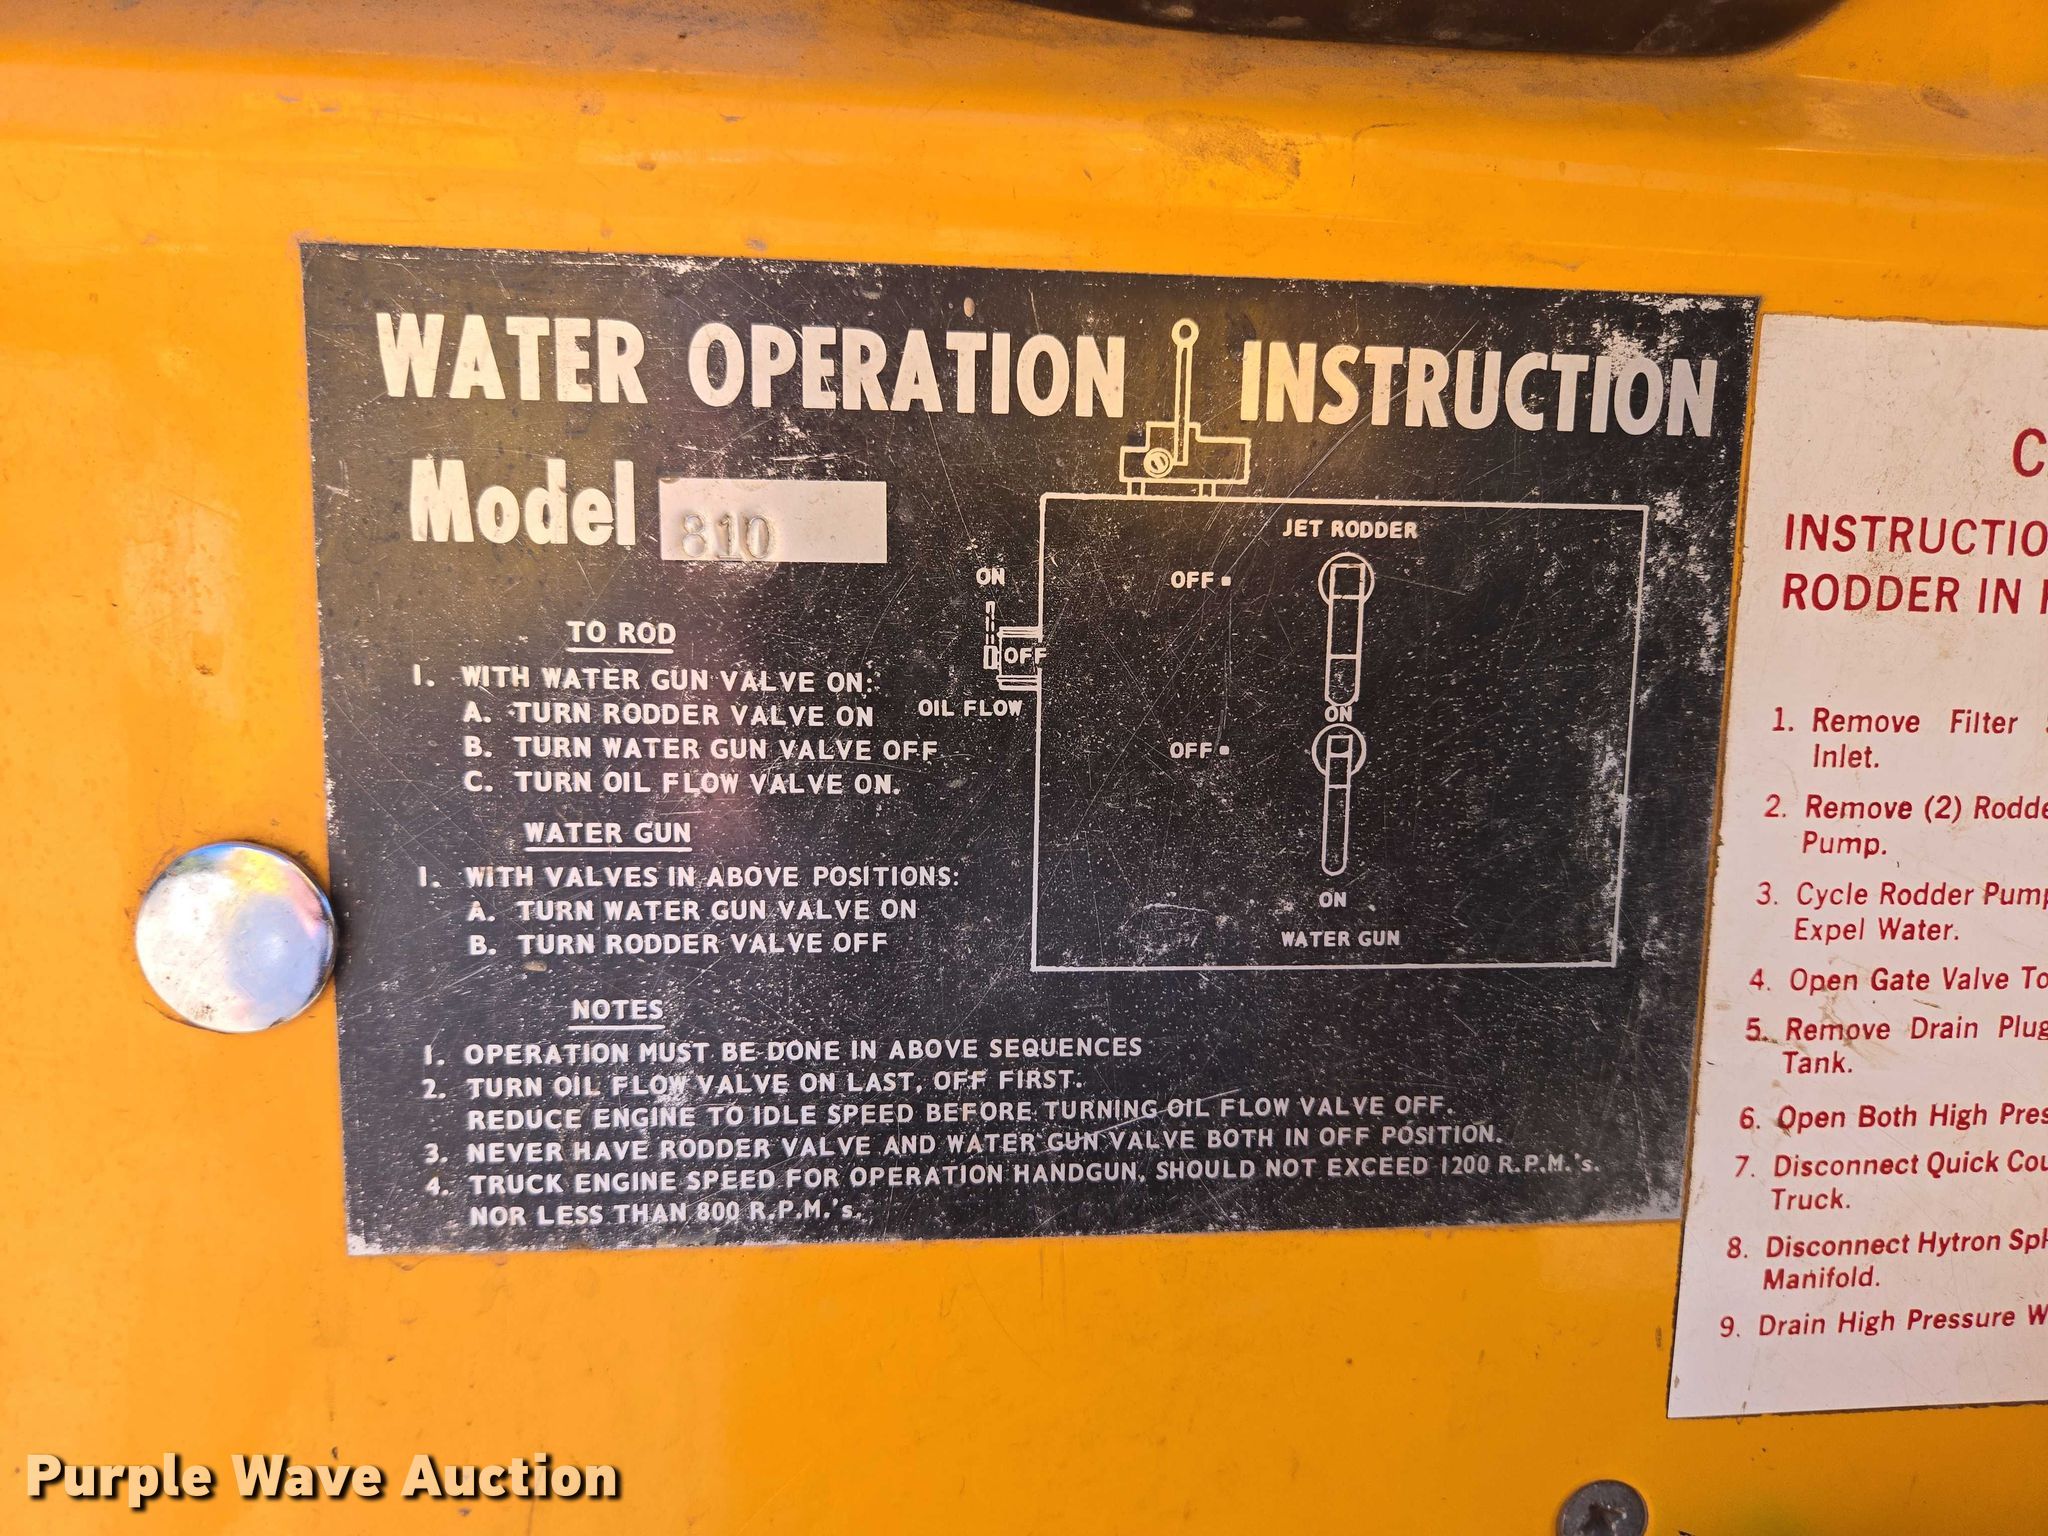 WATER OPERATION INSTRUCTION
Model 810
TO ROD
1. WITH WATER GUN VALVE ON:
A. TURN RODDER VALVE ON
B. TURN WATER GUN VALVE OFF
C. TURN OIL FLOW VALVE ON.
WATER GUN
1. WITH VALVES IN ABOVE POSITIONS:
A. TURN WATER GUN VALVE ON
B. TURN RODDER VALVE OFF
NOTES
1. OPERATION MUST BE DONE IN ABOVE SEQUENCES
2. TURN OIL FLOW VALVE ON LAST, OFF FIRST.
REDUCE ENGINE TO IDLE SPEED BEFORE TURNING OIL FLOW VALVE OFF.
3. NEVER HAVE RODDER VALVE AND WATER GUN VALVE BOTH IN OFF POSITION.
4. TRUCK ENGINE SPEED FOR OPERATION HANDGUN, SHOULD NOT EXCEED 1200 R.P.M.'s.
NOR LESS THAN 800 R.P.M.'s.
ON
OFF
OIL FLOW
JET RODDER
OFF
ON
OFF
ON
WATER GUN
C
INSTRUCTIO
RODDER IN
1. Remove Filter
Inlet.
2. Remove (2) Rodde
Pump.
3. Cycle Rodder Pump
Expel Water.
4. Open Gate Valve To
5. Remove Drain Plug
Tank.
6. Open Both High Pres
7. Disconnect Quick Cou
Truck.
8. Disconnect Hytron Spl
Manifold.
9. Drain High Pressure W
Purple Wave Auction